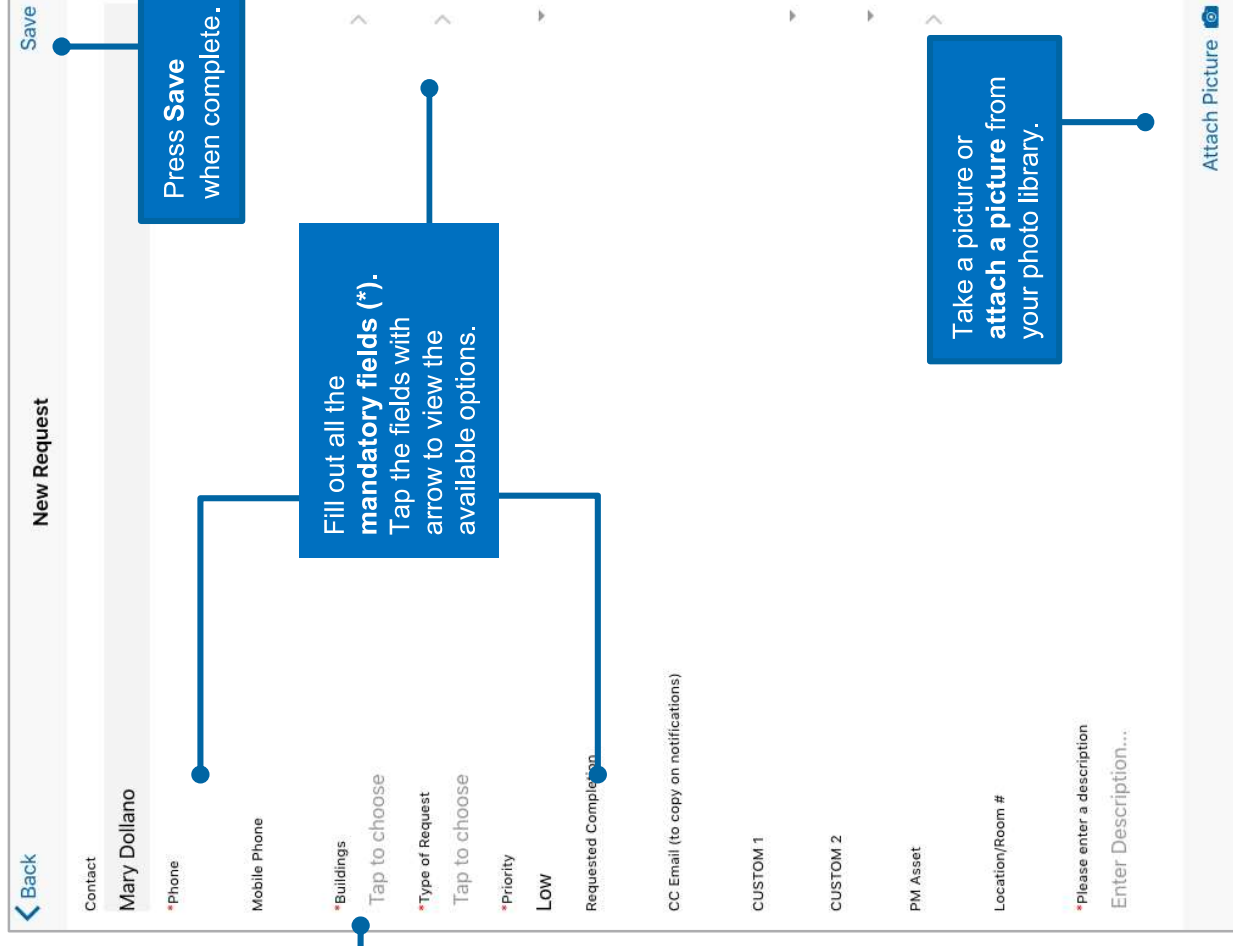 Back
New Request
Save
Contact
Mary Dollano
Press Save
when complete.
*Phone
Mobile Phone
*Buildings
Tap to choose
*Type of Request
Tap to choose
Fill out all the
mandatory fields (*).
Tap the fields with
arrow to view the
available options.
*Priority
Low
Requested Completion
CC Email (to copy on notifications)
CUSTOM 1
CUSTOM 2
PM Asset
Location/Room #
Take a picture or
attach a picture from
your photo library.
*Please enter a description
Enter Description...
Attach Picture